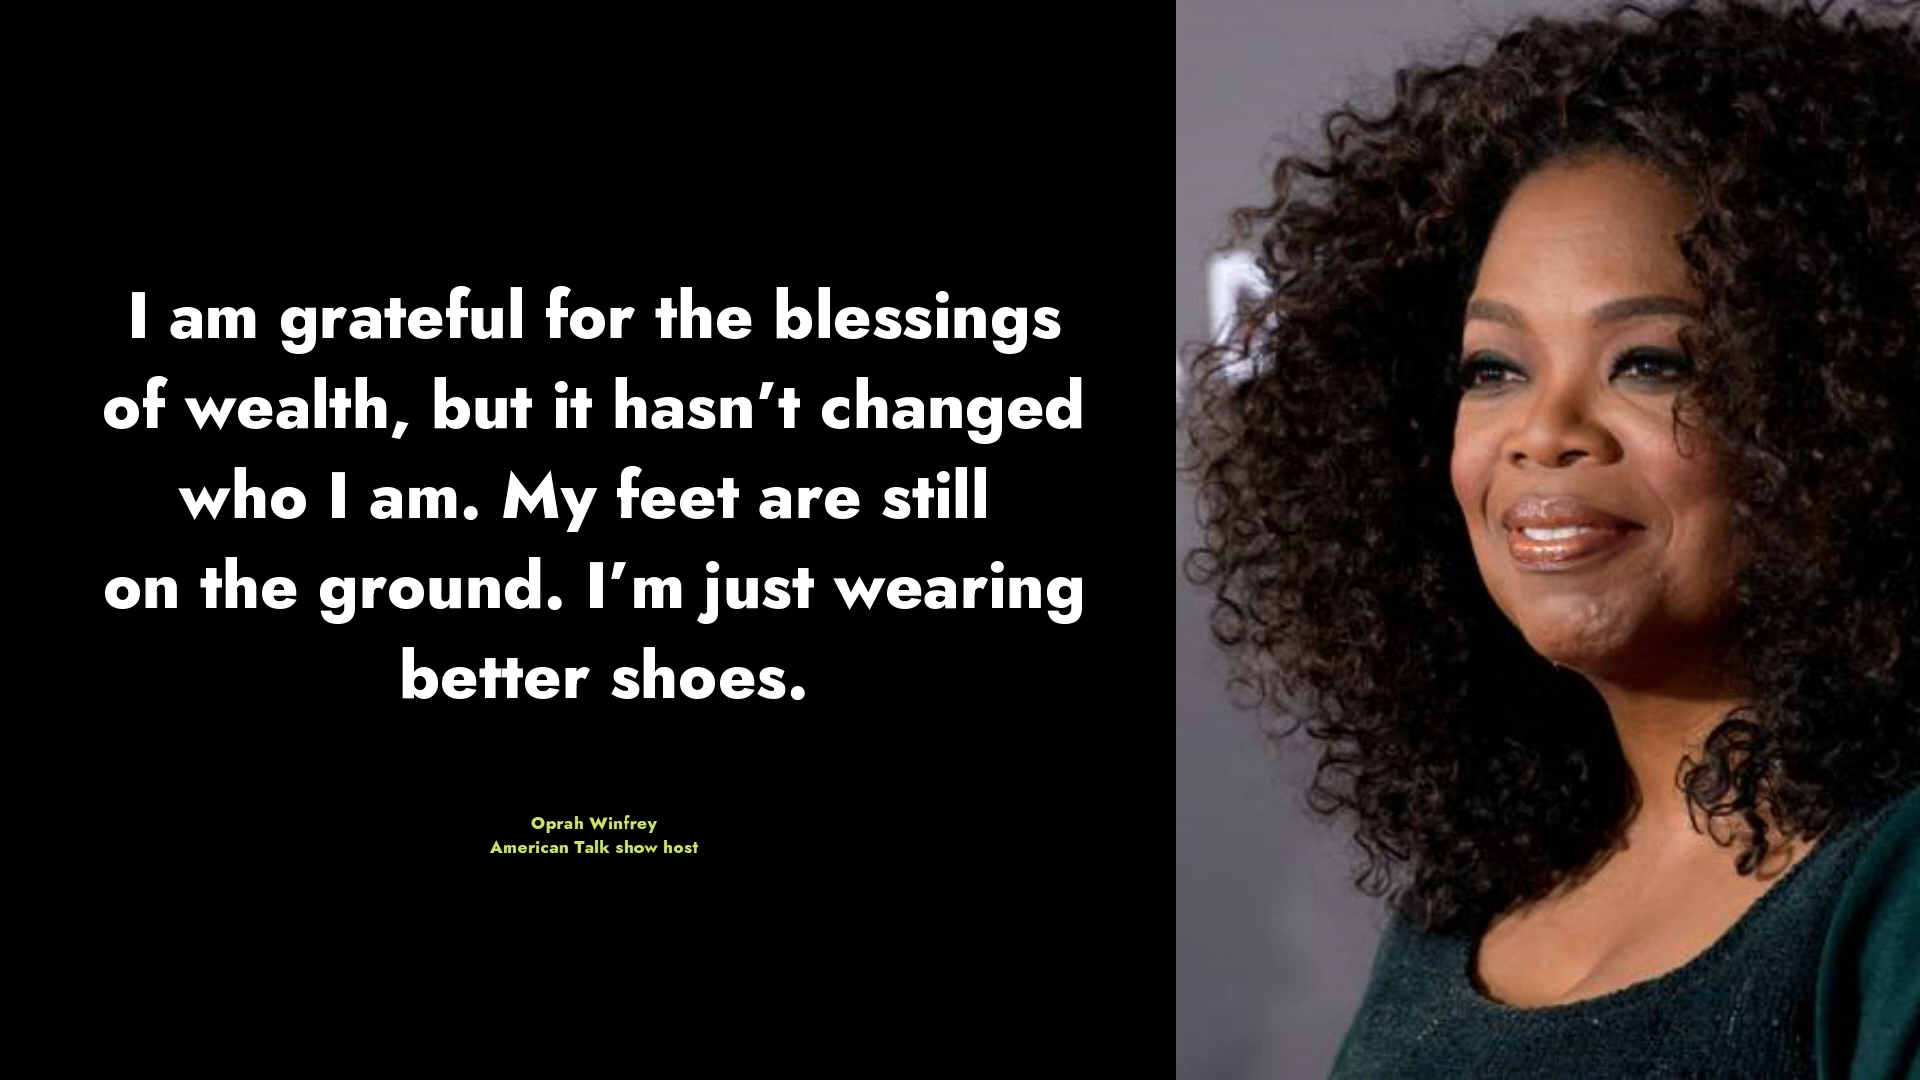 I am grateful for the blessings
of wealth, but it hasn’t changed
who I am. My feet are still
on the ground. I’m just wearing
better shoes.
Oprah Winfrey
American Talk show host